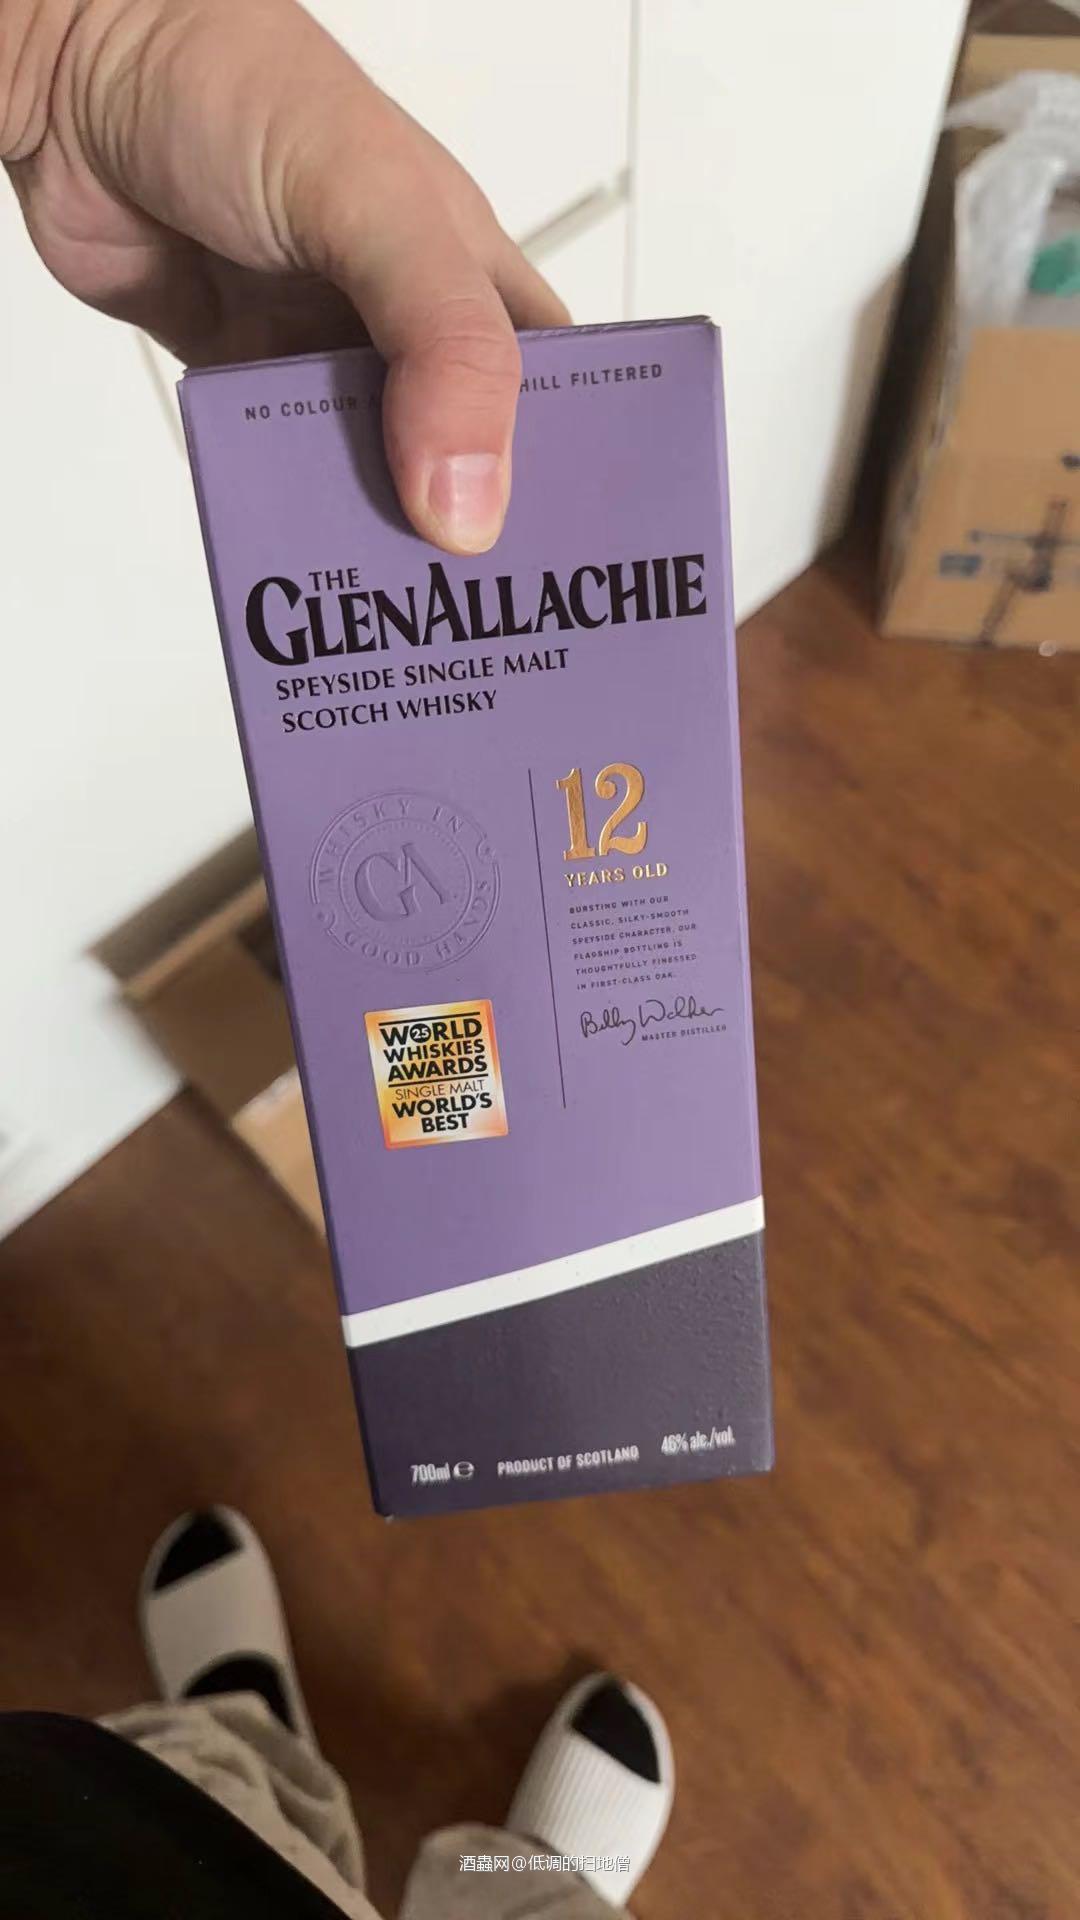 NO COLOUR A HILL FILTERED
THE
GLENALLACHIE
SPEYSIDE SINGLE MALT
SCOTCH WHISKY
WHISKY IN
GOOD HANDS
GA
12
YEARS OLD
BURSTING WITH OUR
CLASSIC, SILKY-SMOOTH
SPEYSIDE CHARACTER, OUR
FLAGSHIP BOTTLING IS
THOUGHTFULLY FINESSED
IN FIRST-CLASS OAK.
Billy Walker
MASTER DISTILLER
WORLD
25
WHISKIES
AWARDS
SINGLE MALT
WORLD'S
BEST
700ml e PRODUCT OF SCOTLAND 46% alc./vol.
酒蟲网@低调的扫地僧